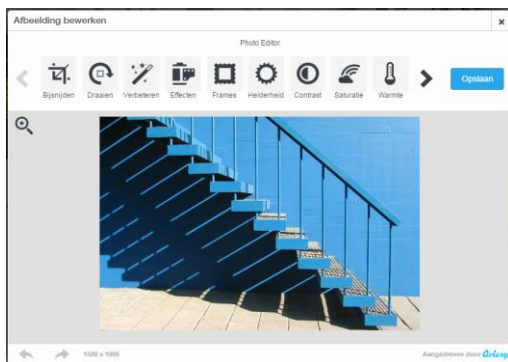 Afbeelding bewerken
Photo Editor
Bijsnijden Draaien Verbeteren Effecten Frames Helderheid Contrast Saturatie Warmte
Opslaan
1500 x 1000
Aangedreven door Aviary